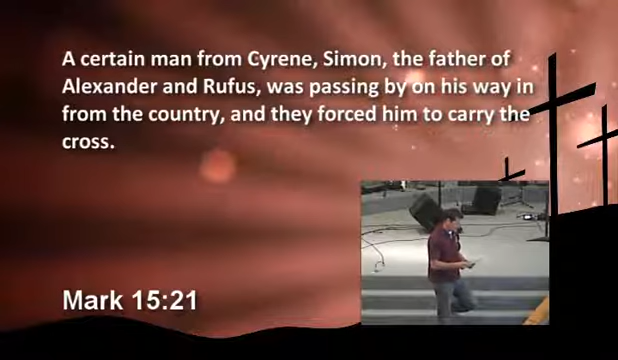 A certain man from Cyrene, Simon, the father of
Alexander and Rufus, was passing by on his way in
from the country, and they forced him to carry the
cross.
Mark 15:21